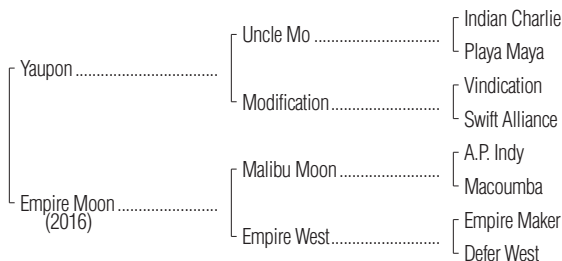 Indian Charlie
Uncle Mo ..............................
Playa Maya
Yaupon ..................................
Vindication
Modification ..........................
Swift Alliance
A.P. Indy
Malibu Moon ........................
Macoumba
Empire Moon ........................
(2016)
Empire Maker
Empire West ..........................
Defer West